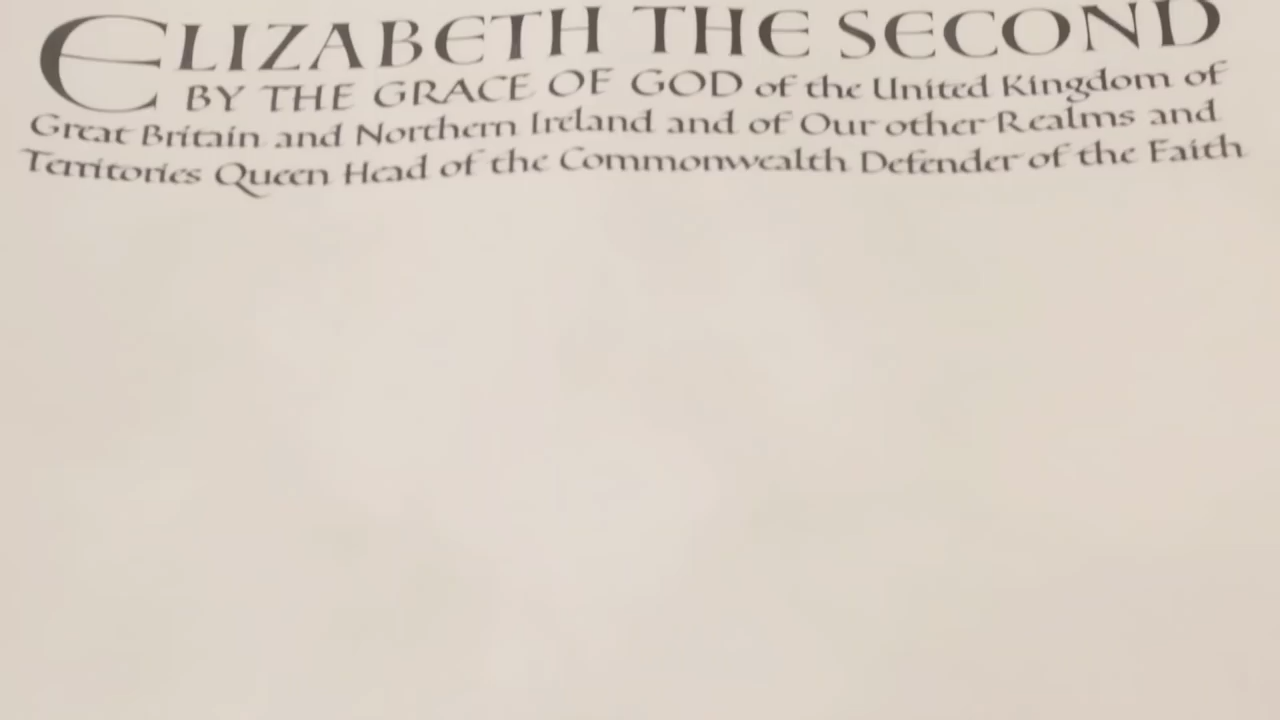 ELIZABETH THE SECOND
BY THE GRACE OF GOD of the United Kingdom of
Great Britain and Northern Ireland and of Our other Realms and
Territories Queen Head of the Commonwealth Defender of the Faith